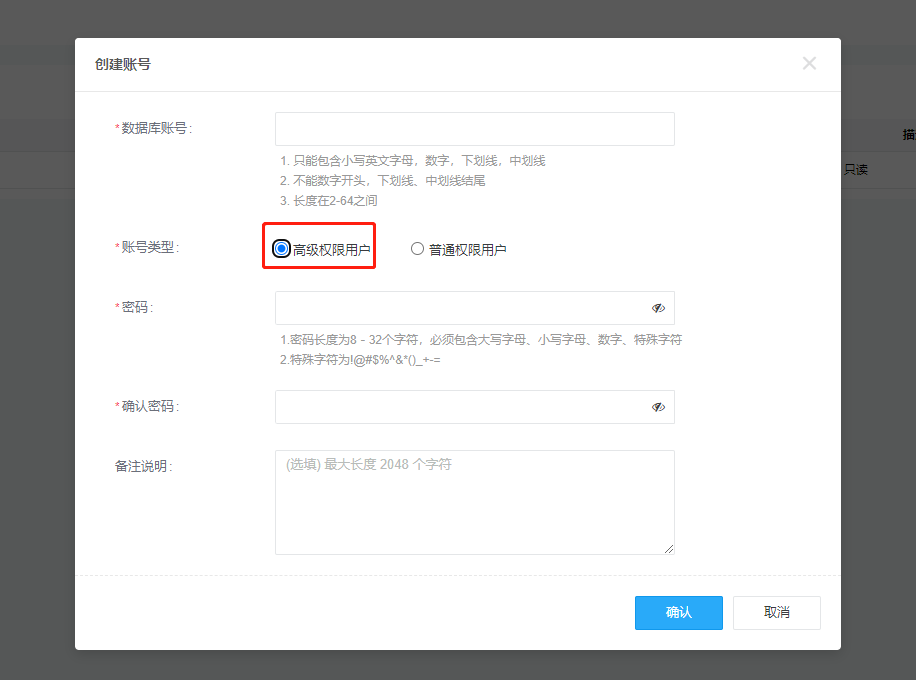 创建账号
描
*数据库账号:
1. 只能包含小写英文字母，数字，下划线，中划线
只读
2. 不能数字开头，下划线、中划线结尾
3. 长度在2-64之间
*账号类型:
高级权限用户 普通权限用户
*密码:
1.密码长度为8 - 32个字符，必须包含大写字母、小写字母、数字、特殊字符
2.特殊字符为!@#$%^&*()_+-=
*确认密码:
备注说明:
(选填) 最大长度 2048 个字符
确认 取消